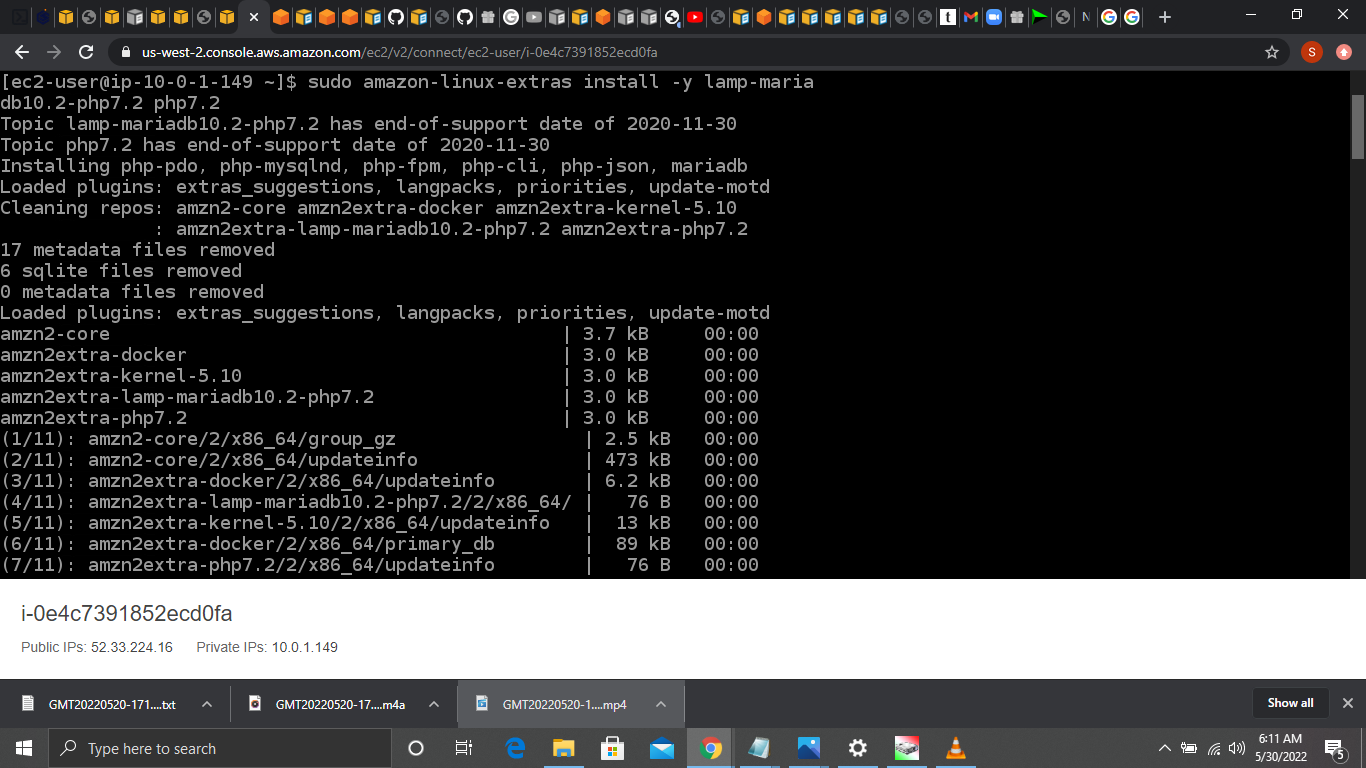 us-west-2.console.aws.amazon.com/ec2/v2/connect/ec2-user/i-0e4c7391852ecd0fa
S
[ec2-user@ip-10-0-1-149 ~]$ sudo amazon-linux-extras install -y lamp-maria
db10.2-php7.2 php7.2
Topic lamp-mariadb10.2-php7.2 has end-of-support date of 2020-11-30
Topic php7.2 has end-of-support date of 2020-11-30
Installing php-pdo, php-mysqlnd, php-fpm, php-cli, php-json, mariadb
Loaded plugins: extras_suggestions, langpacks, priorities, update-motd
Cleaning repos: amzn2-core amzn2extra-docker amzn2extra-kernel-5.10
: amzn2extra-lamp-mariadb10.2-php7.2 amzn2extra-php7.2
17 metadata files removed
6 sqlite files removed
0 metadata files removed
Loaded plugins: extras_suggestions, langpacks, priorities, update-motd
amzn2-core | 3.7 kB 00:00
amzn2extra-docker | 3.0 kB 00:00
amzn2extra-kernel-5.10 | 3.0 kB 00:00
amzn2extra-lamp-mariadb10.2-php7.2 | 3.0 kB 00:00
amzn2extra-php7.2 | 3.0 kB 00:00
(1/11): amzn2-core/2/x86_64/group_gz | 2.5 kB 00:00
(2/11): amzn2-core/2/x86_64/updateinfo | 473 kB 00:00
(3/11): amzn2extra-docker/2/x86_64/updateinfo | 6.2 kB 00:00
(4/11): amzn2extra-lamp-mariadb10.2-php7.2/2/x86_64/ | 76 B 00:00
(5/11): amzn2extra-kernel-5.10/2/x86_64/updateinfo | 13 kB 00:00
(6/11): amzn2extra-docker/2/x86_64/primary_db | 89 kB 00:00
(7/11): amzn2extra-php7.2/2/x86_64/updateinfo | 76 B 00:00
i-0e4c7391852ecd0fa
Public IPs: 52.33.224.16 Private IPs: 10.0.1.149
GMT20220520-171....txt GMT20220520-17....m4a GMT20220520-1....mp4 Show all
Type here to search
6:11 AM
5/30/2022
5